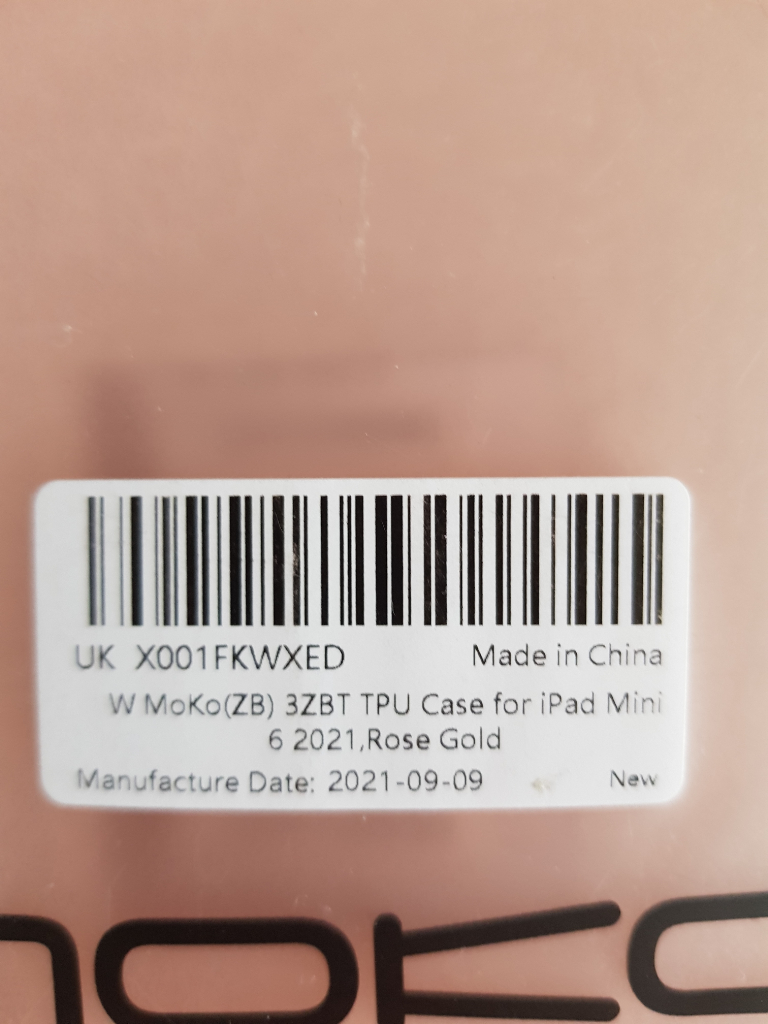 UK X001FKWXED Made in China
W MoKo(ZB) 3ZBT TPU Case for iPad Mini
6 2021,Rose Gold
Manufacture Date: 2021-09-09 New
moko